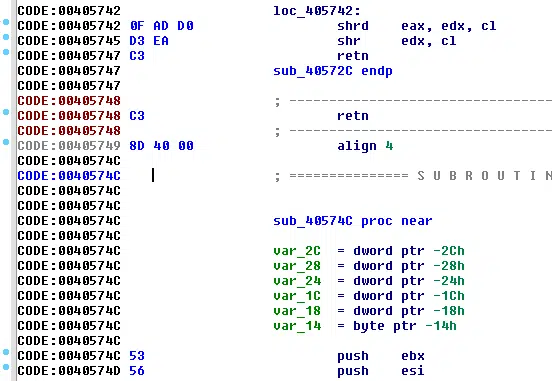 CODE:00405742 loc_405742:
CODE:00405742 0F AD D0 shrd eax, edx, cl
CODE:00405745 D3 EA shr edx, cl
CODE:00405747 C3 retn
CODE:00405747 sub_40572C endp
CODE:00405747
CODE:00405748 ; ---------------------------------
CODE:00405748 C3 retn
CODE:00405748 ; ---------------------------------
CODE:00405749 8D 40 00 align 4
CODE:0040574C
CODE:0040574C ; =============== S U B R O U T I N
CODE:0040574C
CODE:0040574C
CODE:0040574C sub_40574C proc near
CODE:0040574C
CODE:0040574C var_2C = dword ptr -2Ch
CODE:0040574C var_28 = dword ptr -28h
CODE:0040574C var_24 = dword ptr -24h
CODE:0040574C var_1C = dword ptr -1Ch
CODE:0040574C var_18 = dword ptr -18h
CODE:0040574C var_14 = byte ptr -14h
CODE:0040574C
CODE:0040574C 53 push ebx
CODE:0040574D 56 push esi